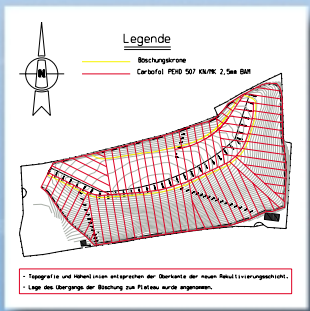 Legende
Böschungskrone
Carbofol PEHD 507 KN/MK 2,5mm BAM
N
- Topografie und Höhenlinien entsprechen der Oberkante der neuen Rekultivierungsschicht.
- Lage des Übergangs der Böschung zum Plateau wurde angenommen.